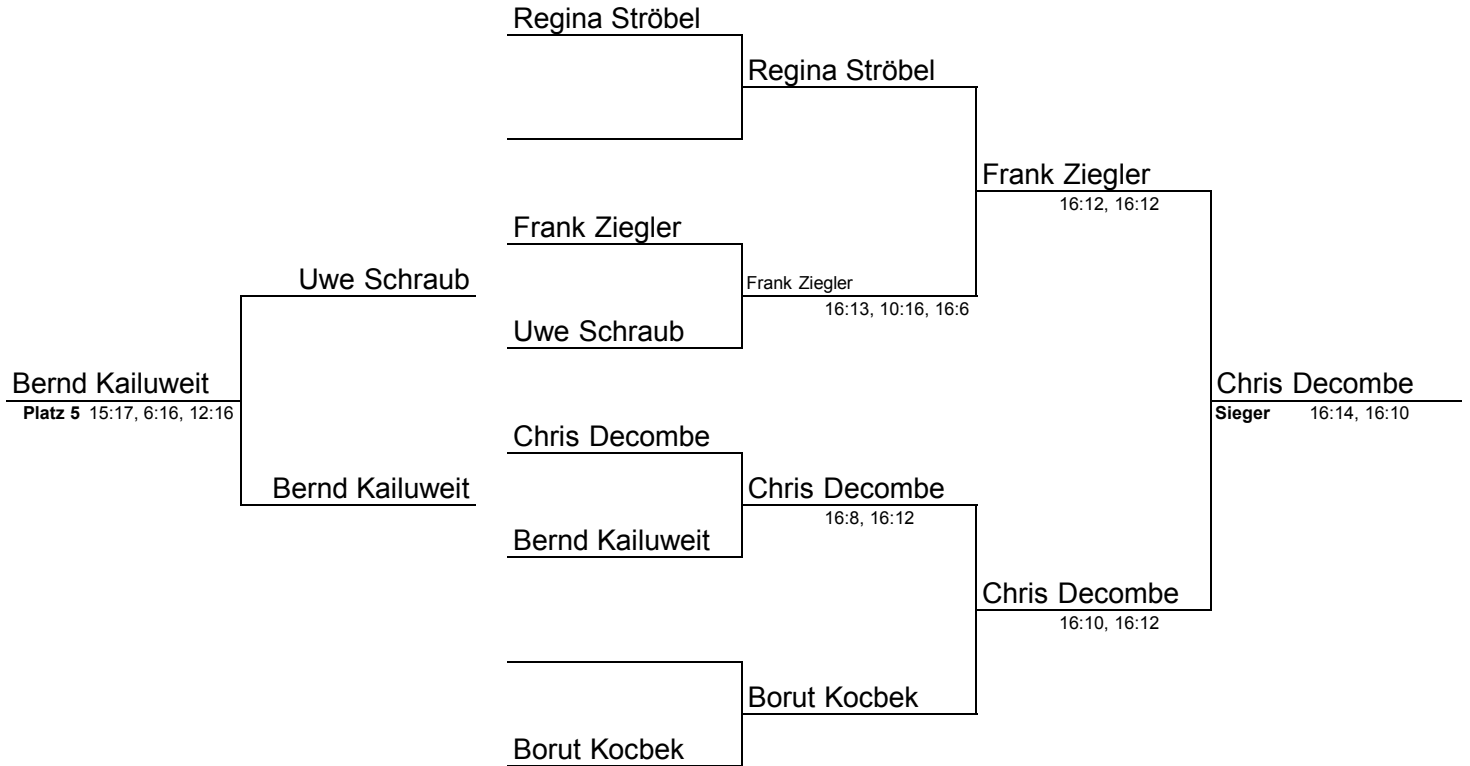 Regina Ströbel
Regina Ströbel
Frank Ziegler
16:12, 16:12
Frank Ziegler
Uwe Schraub
Frank Ziegler
16:13, 10:16, 16:6
Uwe Schraub
Bernd Kailuweit
Platz 5 15:17, 6:16, 12:16
Chris Decombe
Sieger 16:14, 16:10
Chris Decombe
Bernd Kailuweit
Chris Decombe
16:8, 16:12
Bernd Kailuweit
Chris Decombe
16:10, 16:12
Borut Kocbek
Borut Kocbek